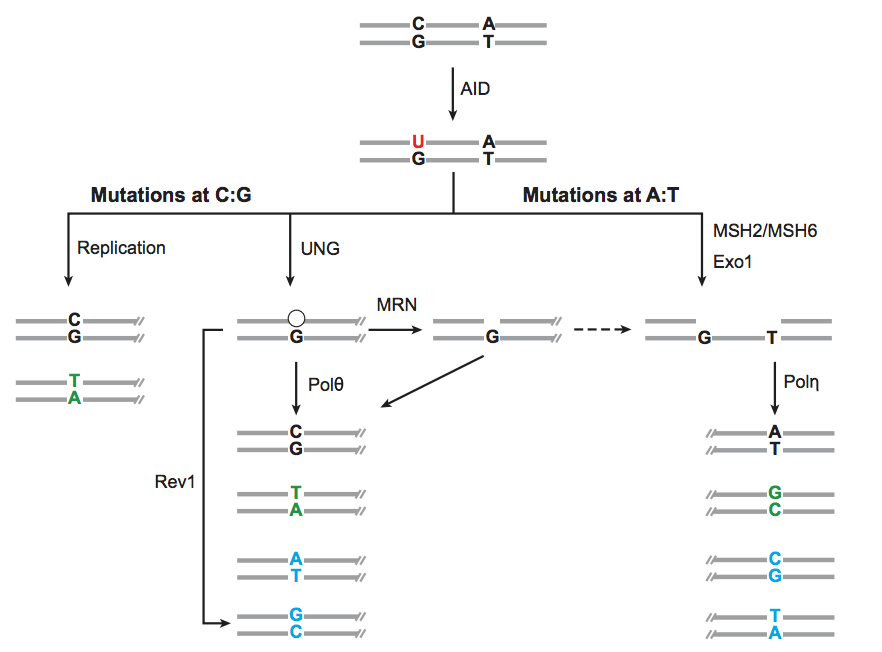 C A
G T
AID
U A
G T
Mutations at C:G
Mutations at A:T
MSH2/MSH6
Replication
UNG
Exo1
MRN
C
G
G
G
G T
T
A
Polθ
Polη
C
G
A
T
Rev1
T
A
G
C
A
T
C
G
G
C
T
A